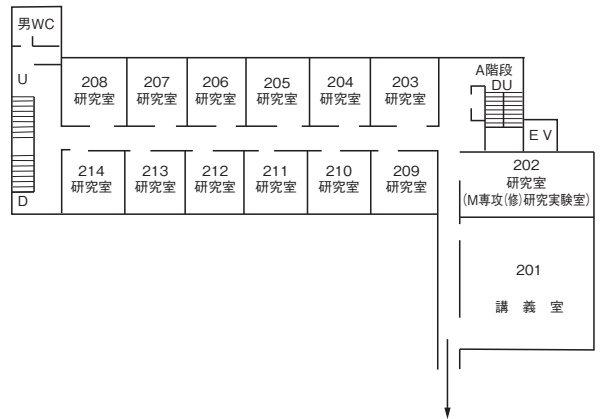 男WC
U
D
208
研究室
207
研究室
206
研究室
205
研究室
204
研究室
203
研究室
A階段
DU
EV
214
研究室
213
研究室
212
研究室
211
研究室
210
研究室
209
研究室
202
研究室
(M専攻(修)研究実験室)
201
講義室